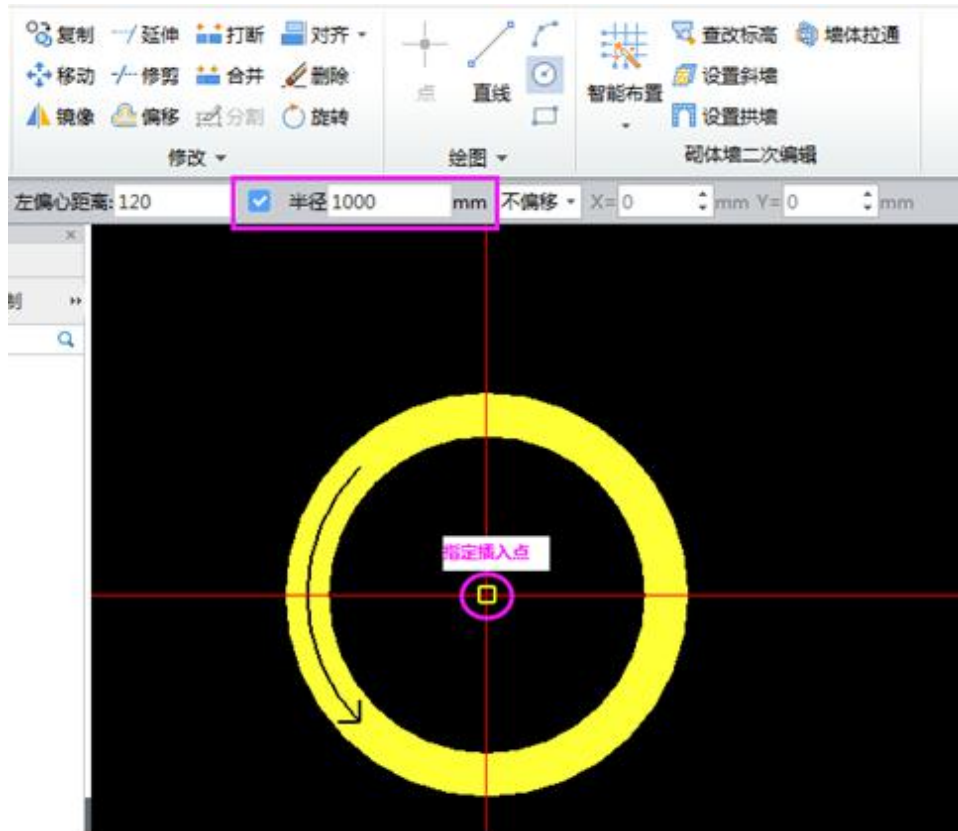 复制 延伸 打断 对齐 查改标高 墙体拉通
移动 修剪 合并 删除 点 直线 智能布置 设置斜墙
镜像 偏移 分割 旋转 设置拱墙
修改 绘图 砌体墙二次编辑
左偏心距离: 120 半径 1000 mm 不偏移 X= 0 mm Y= 0 mm
制
指定插入点